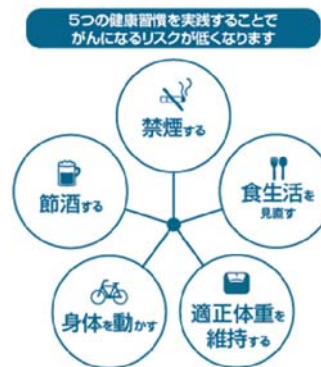 5つの健康習慣を実践することで
がんになるリスクが低くなります
禁煙する
節酒する
食生活を
見直す
身体を動かす
適正体重を
維持する